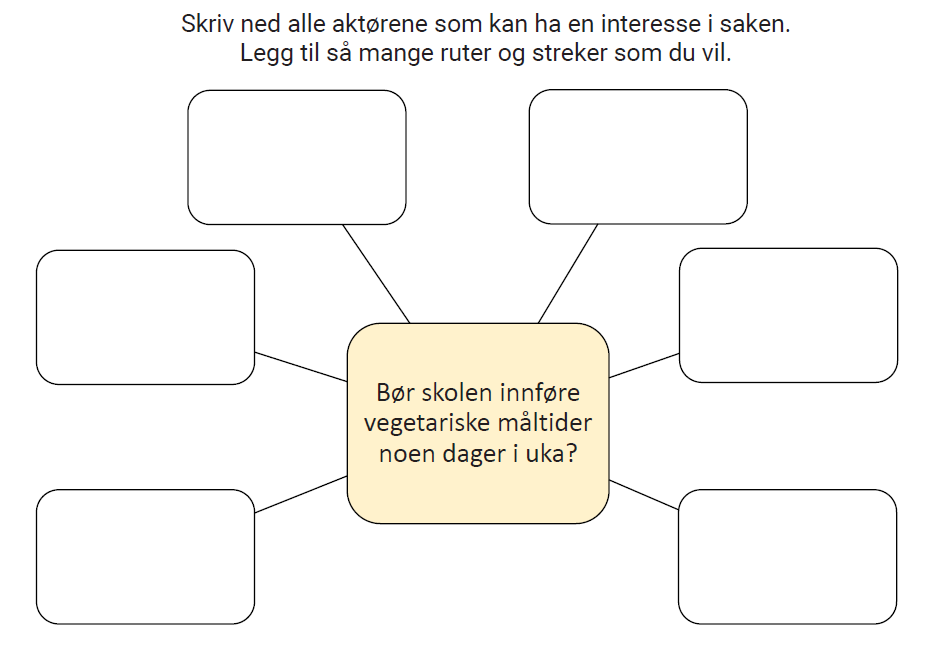 Skriv ned alle aktørene som kan ha en interesse i saken.
Legg til så mange ruter og streker som du vil.
Bør skolen innføre
vegetariske måltider
noen dager i uka?